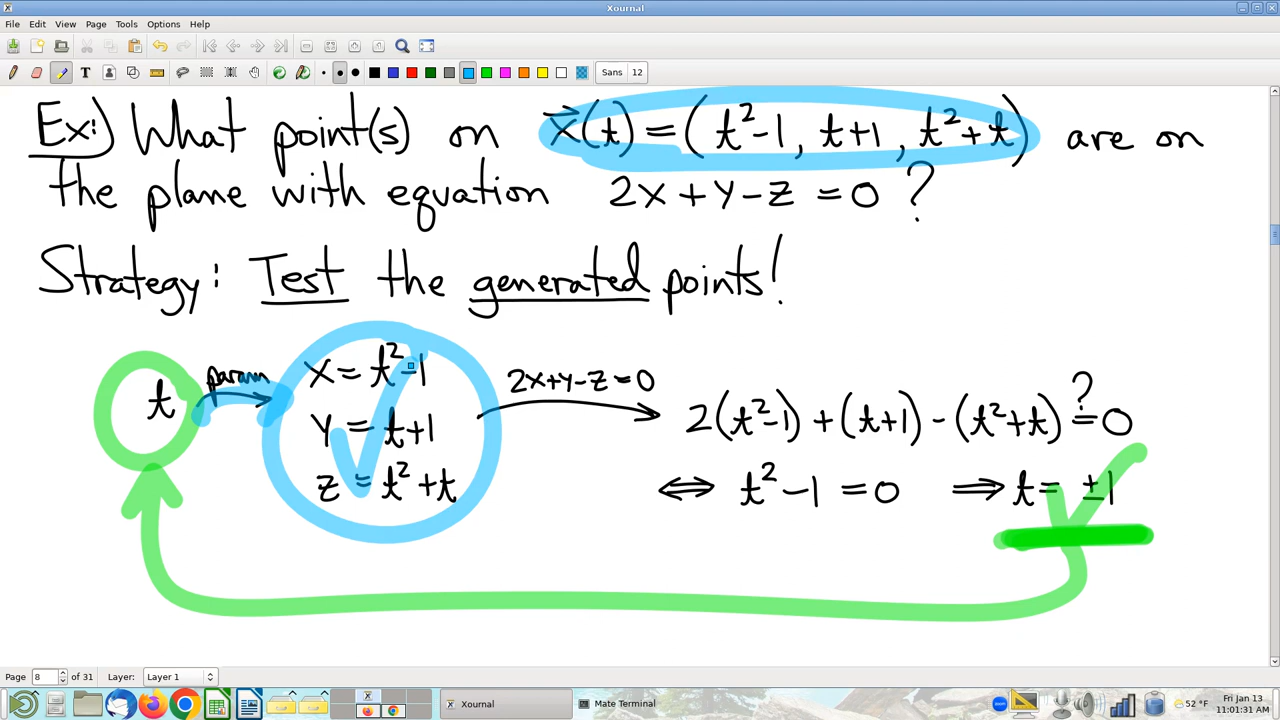 Xournal
File Edit View Page Tools Options Help
T Sans 12
Ex:) What point(s) on x⃗(t) = (t²-1, t+1, t²+t) are on
the plane with equation 2x+y-z=0?
Strategy: Test the generated points!
t param x = t²-1 2x+y-z=0 2(t²-1)+(t+1)-(t²+t) ?= 0
y = t+1
z = t²+t ⇔ t²-1=0 ⇒ t= ±1
Page 8 of 31 Layer: Layer 1
Xournal Mate Terminal zoom 52 °F Fri Jan 13
11:01:31 AM